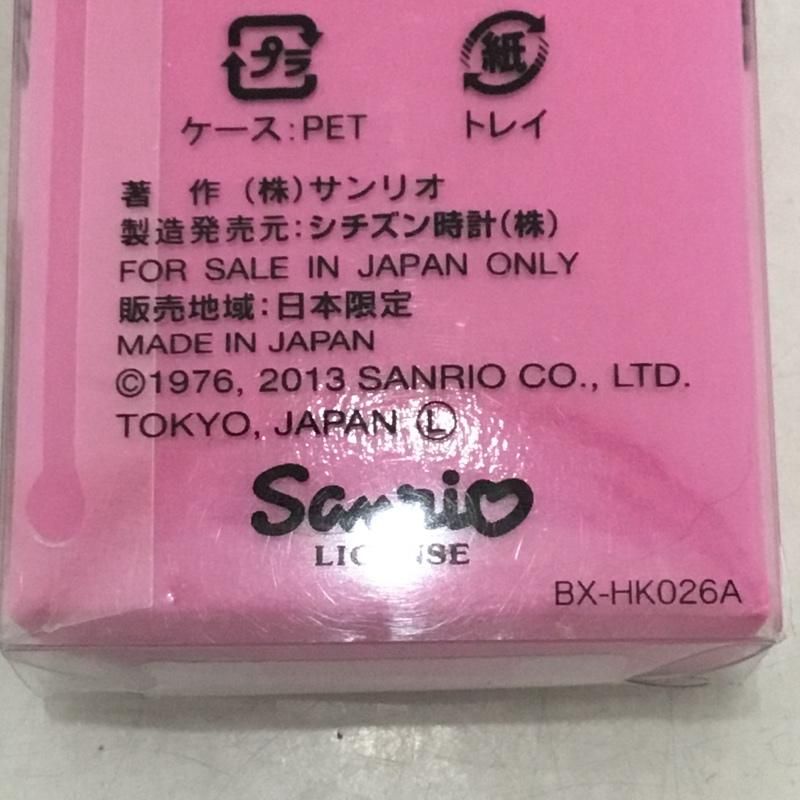 プラ 紙
ケース:PET トレイ
著 作 (株)サンリオ
製造発売元:シチズン時計(株)
FOR SALE IN JAPAN ONLY
販売地域:日本限定
MADE IN JAPAN
©1976, 2013 SANRIO CO., LTD.
TOKYO, JAPAN Ⓛ
Sanrio
LICENSE
BX-HK026A